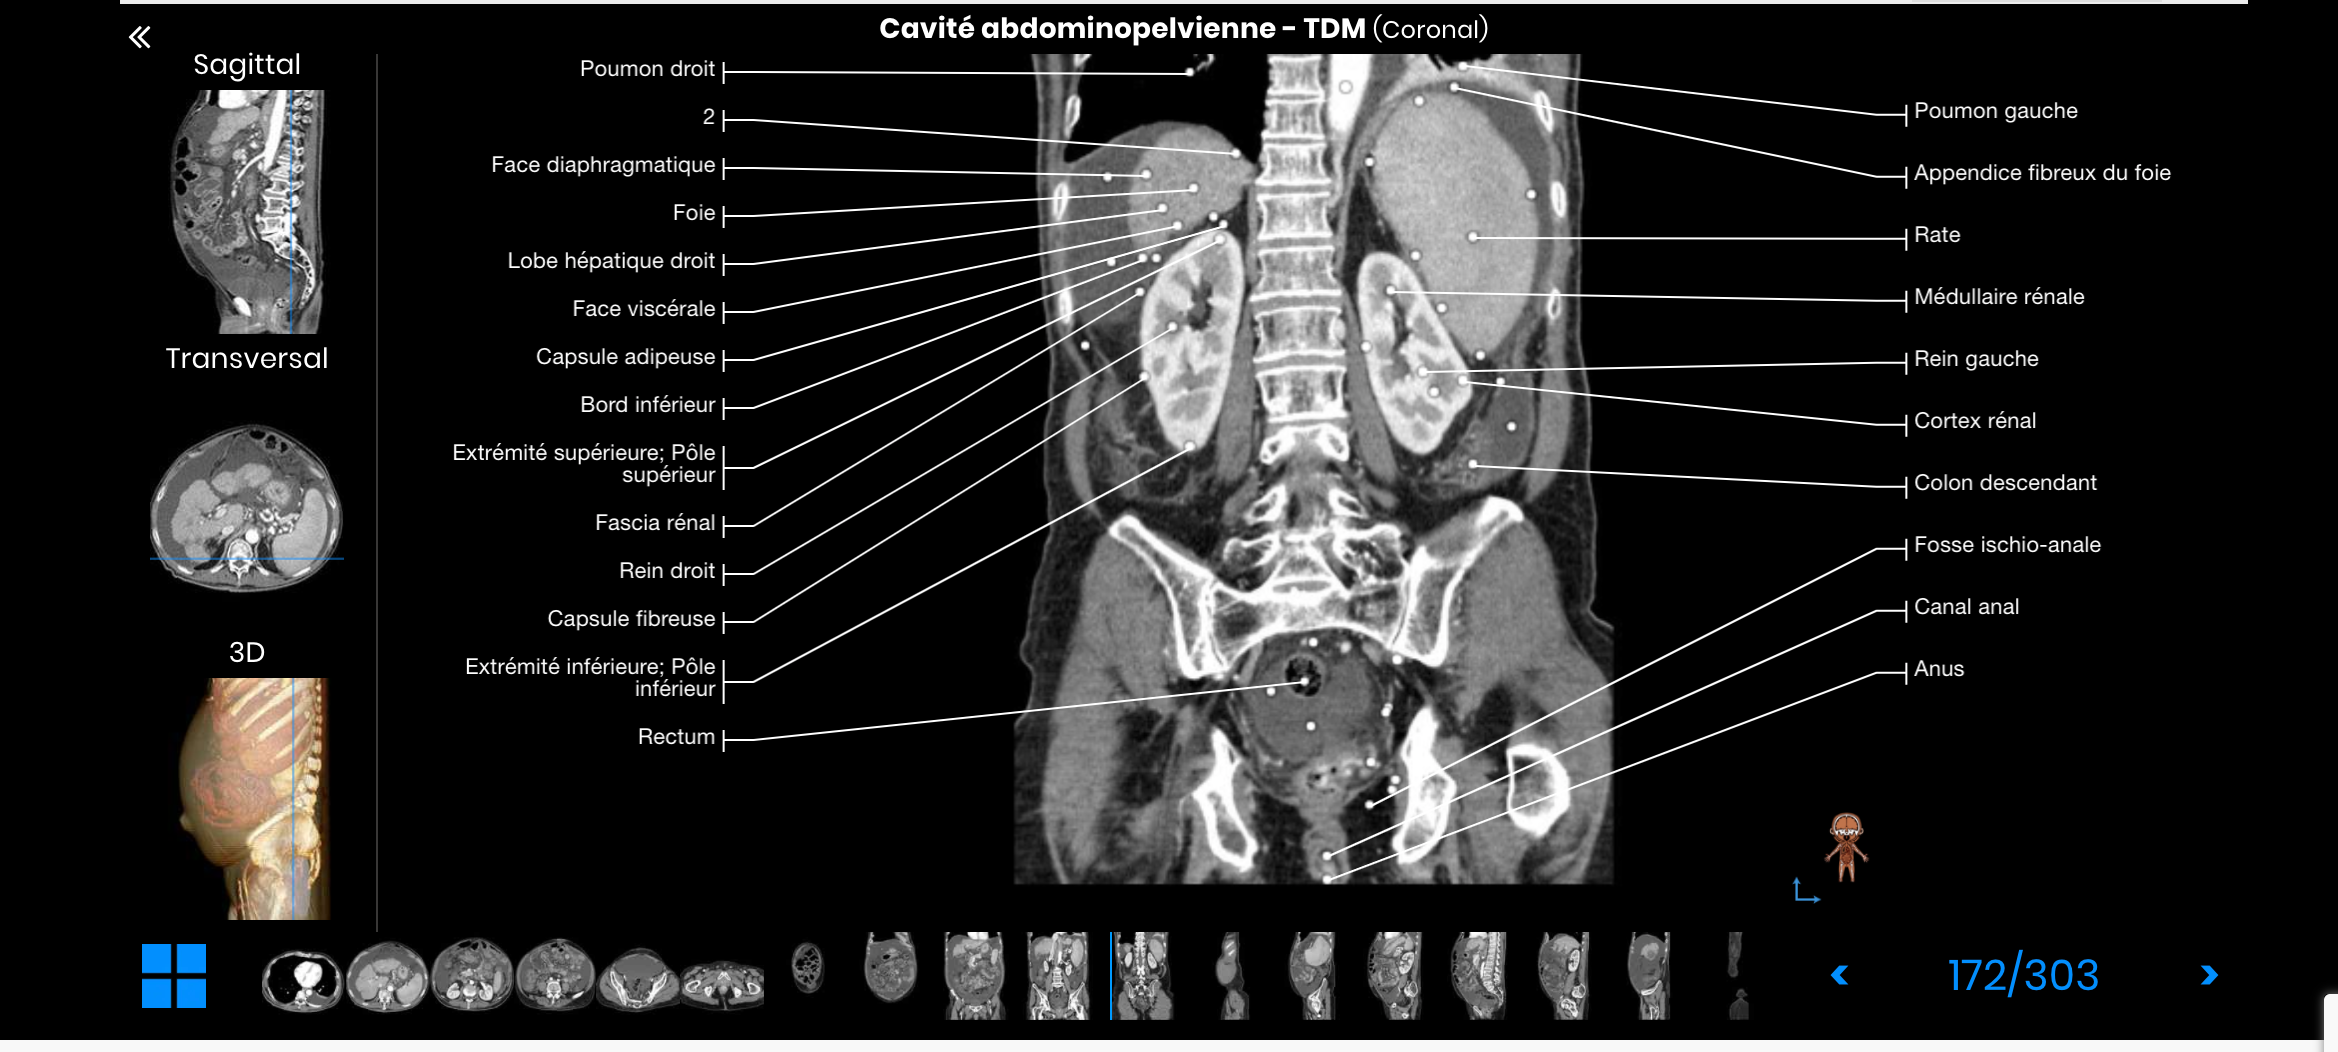 Cavité abdominopelvienne - TDM (Coronal)
Sagittal
Transversal
3D
Poumon droit
2
Face diaphragmatique
Foie
Lobe hépatique droit
Face viscérale
Capsule adipeuse
Bord inférieur
Extrémité supérieure; Pôle
supérieur
Fascia rénal
Rein droit
Capsule fibreuse
Extrémité inférieure; Pôle
inférieur
Rectum
Poumon gauche
Appendice fibreux du foie
Rate
Médullaire rénale
Rein gauche
Cortex rénal
Colon descendant
Fosse ischio-anale
Canal anal
Anus
172/303